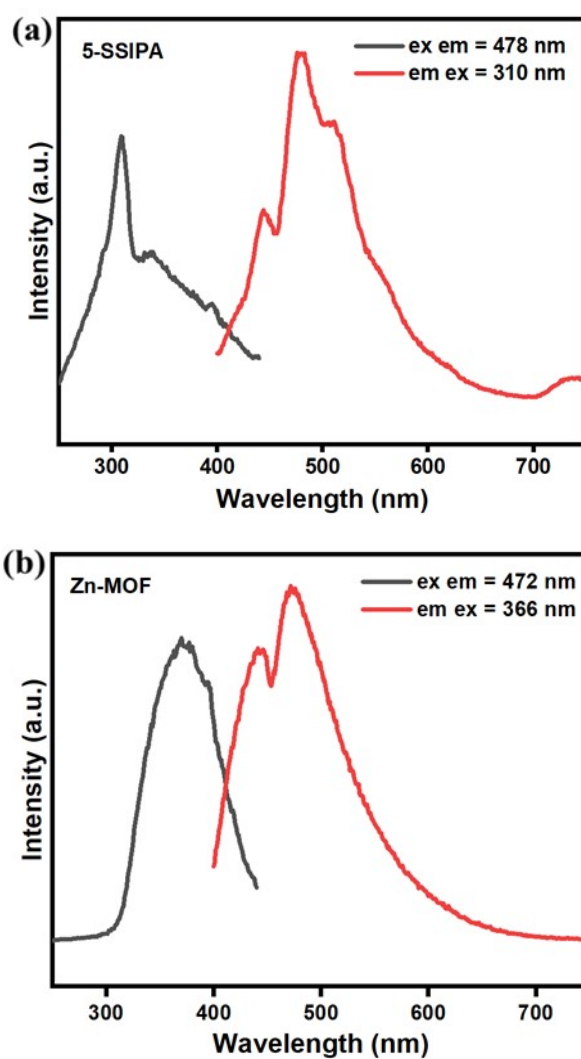 (a)
5-SSIPA
ex em = 478 nm
em ex = 310 nm
Intensity (a.u.)
300 400 500 600 700
Wavelength (nm)
(b)
Zn-MOF
ex em = 472 nm
em ex = 366 nm
Intensity (a.u.)
300 400 500 600 700
Wavelength (nm)